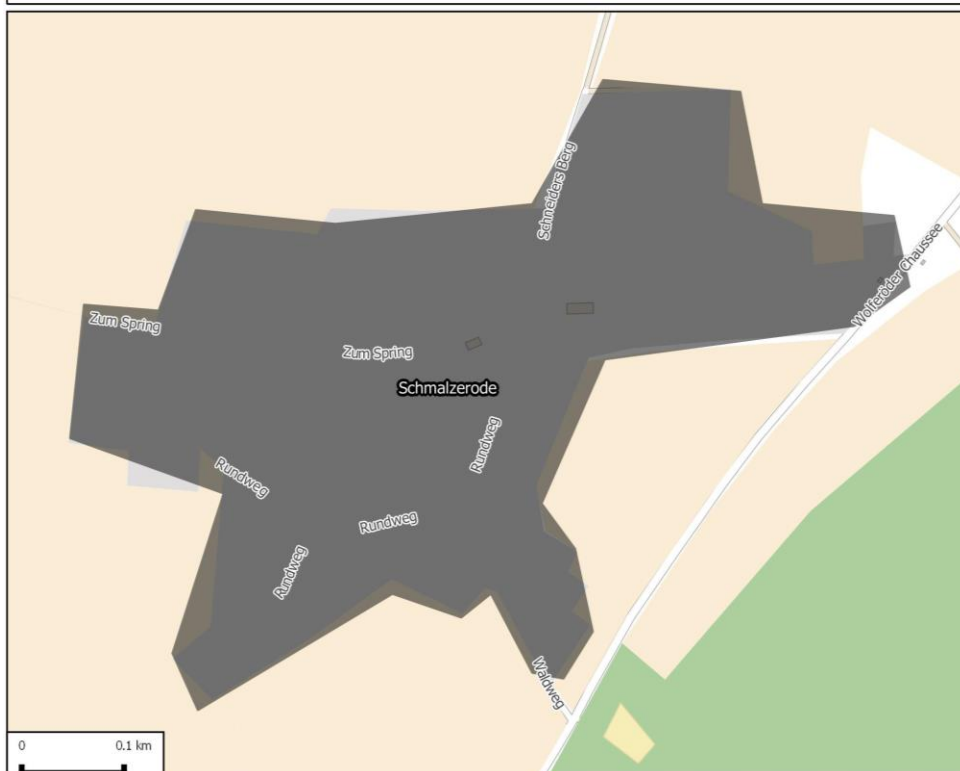 Schneiders Berg
Wolferöder Chaussee
Zum Spring
Zum Spring
Schmalzerode
Rundweg
Rundweg
Rundweg
Rundweg
Waldweg
0 0.1 km